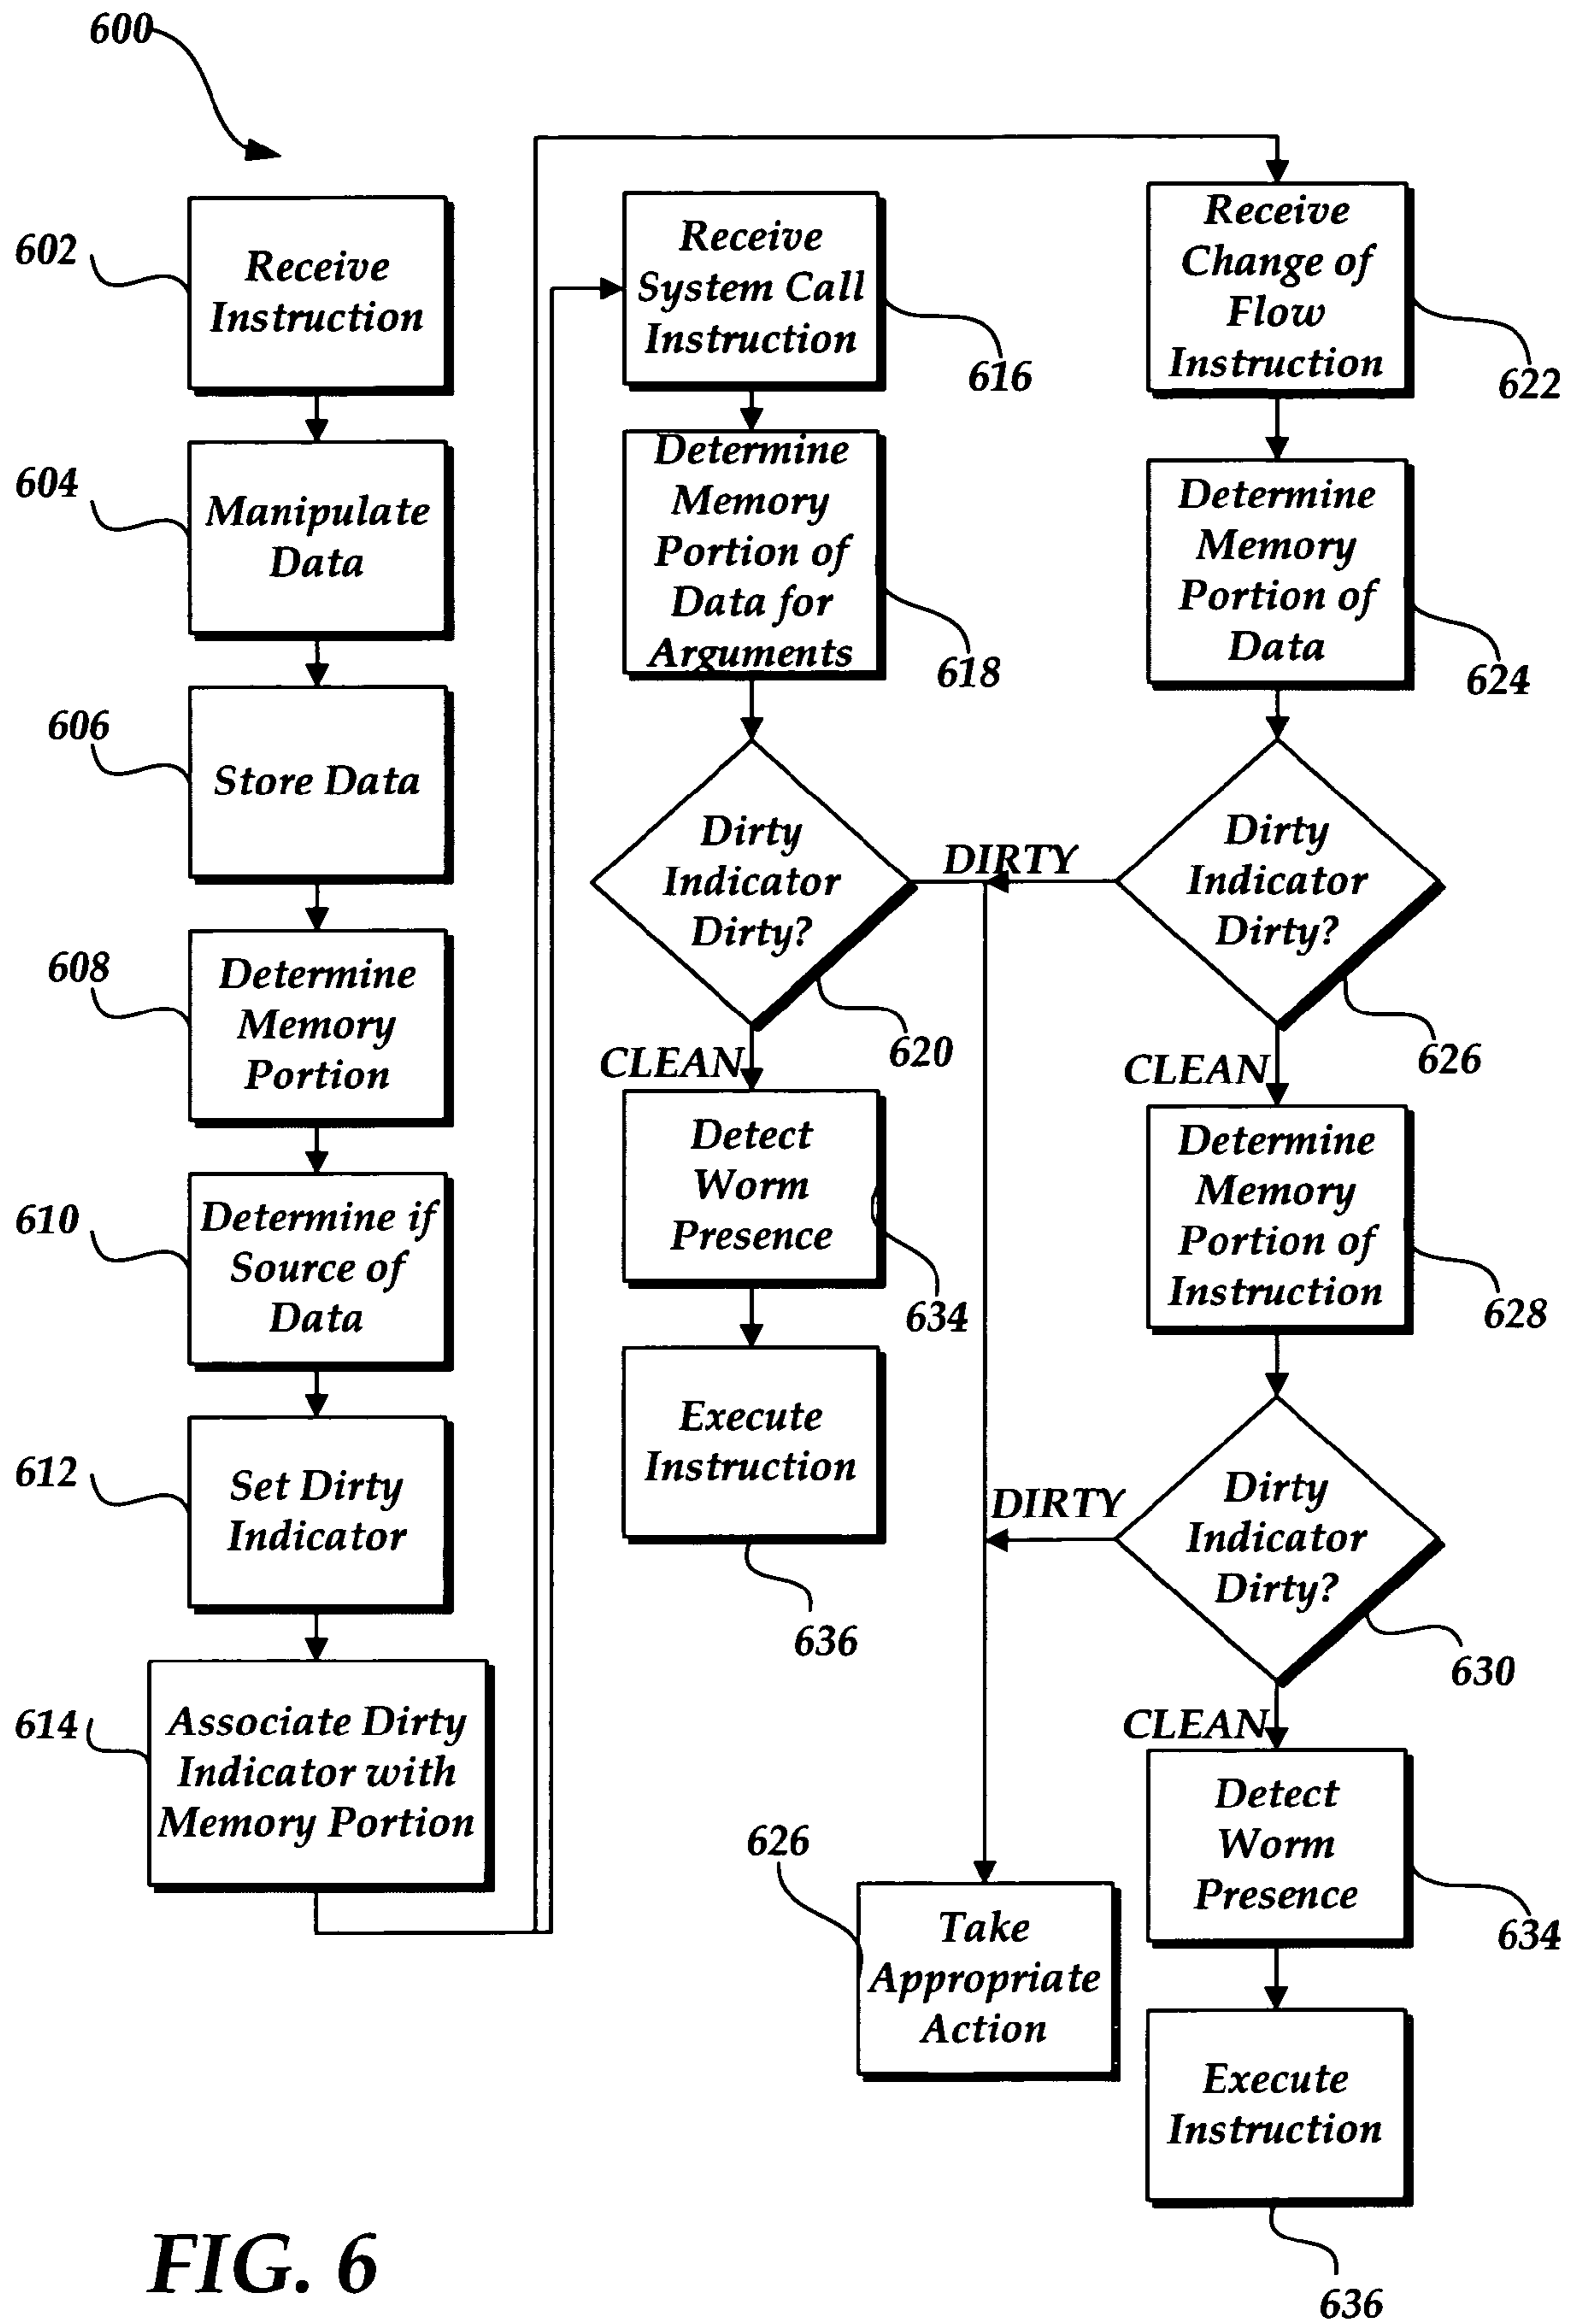 600
602
Receive
Instruction
604
Manipulate
Data
606
Store Data
608
Determine
Memory
Portion
610
Determine if
Source of
Data
612
Set Dirty
Indicator
614
Associate Dirty
Indicator with
Memory Portion
Receive
System Call
Instruction
616
Determine
Memory
Portion of
Data for
Arguments
618
Dirty
Indicator
Dirty?
620
DIRTY
CLEAN
Detect
Worm
Presence
634
Execute
Instruction
636
Receive
Change of
Flow
Instruction
622
Determine
Memory
Portion of
Data
624
Dirty
Indicator
Dirty?
626
CLEAN
Determine
Memory
Portion of
Instruction
628
DIRTY
Dirty
Indicator
Dirty?
630
CLEAN
Detect
Worm
Presence
634
626
Take
Appropriate
Action
Execute
Instruction
636
FIG. 6